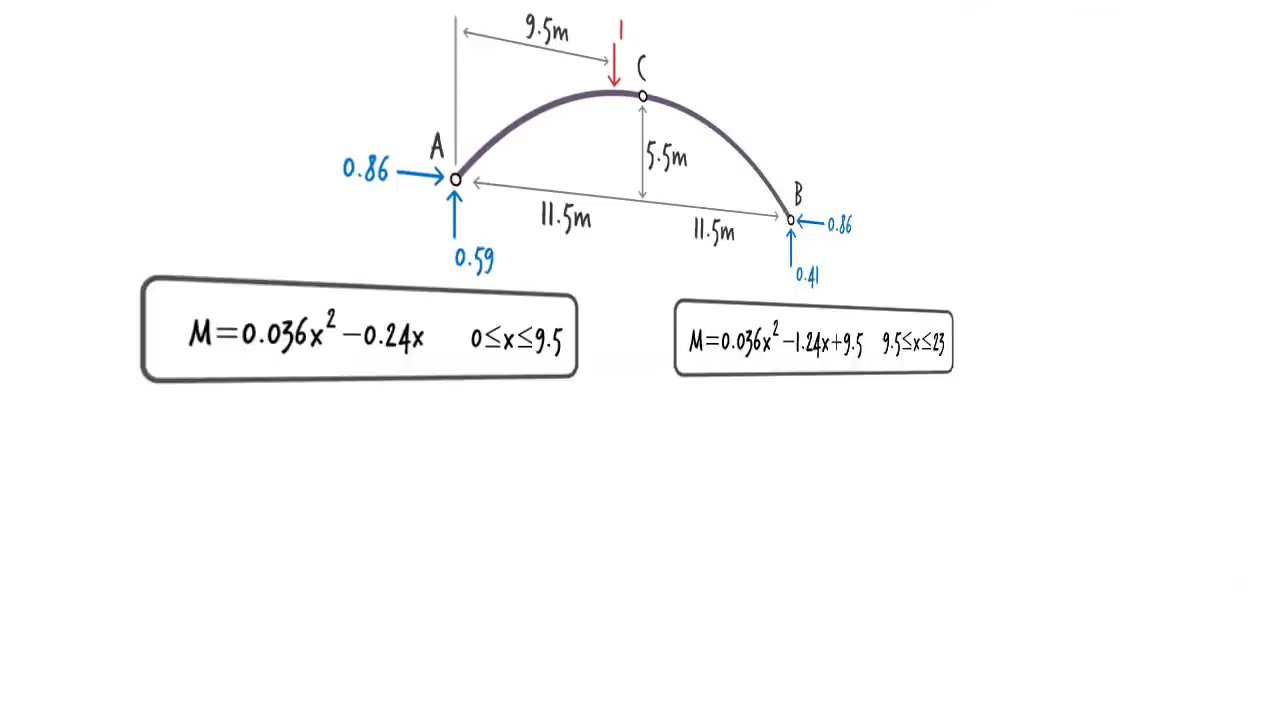 9.5m
1
C
A
5.5m
0.86
B
11.5m
11.5m
0.86
0.59
0.41
M=0.036x²−0.24x 0≤x≤9.5
M=0.036x²−1.24x+9.5 9.5≤x≤23